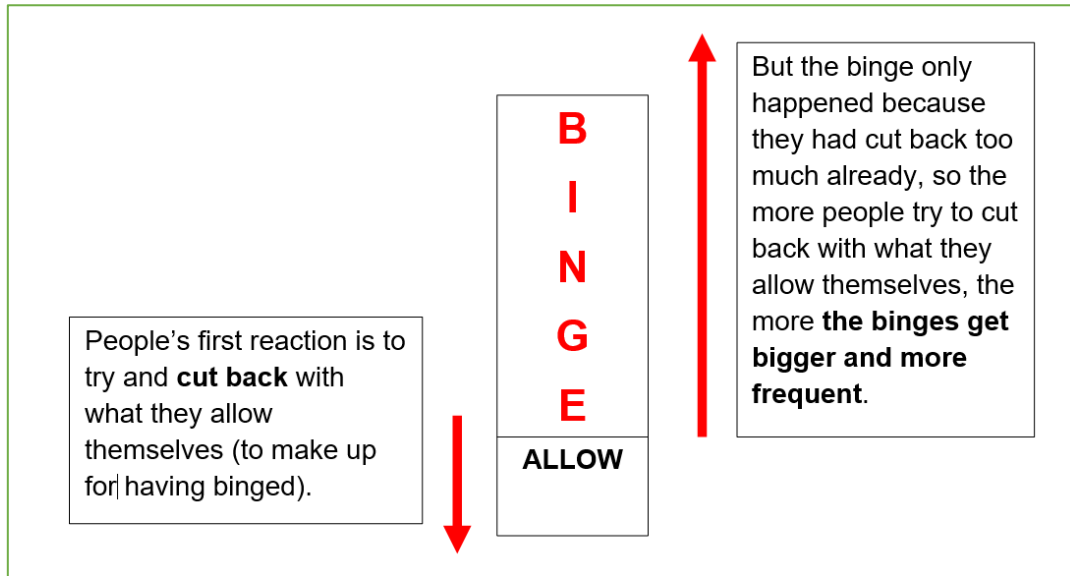 People's first reaction is to
try and cut back with
what they allow
themselves (to make up
for having binged).
B
I
N
G
E
ALLOW
But the binge only
happened because
they had cut back too
much already, so the
more people try to cut
back with what they
allow themselves, the
more the binges get
bigger and more
frequent.